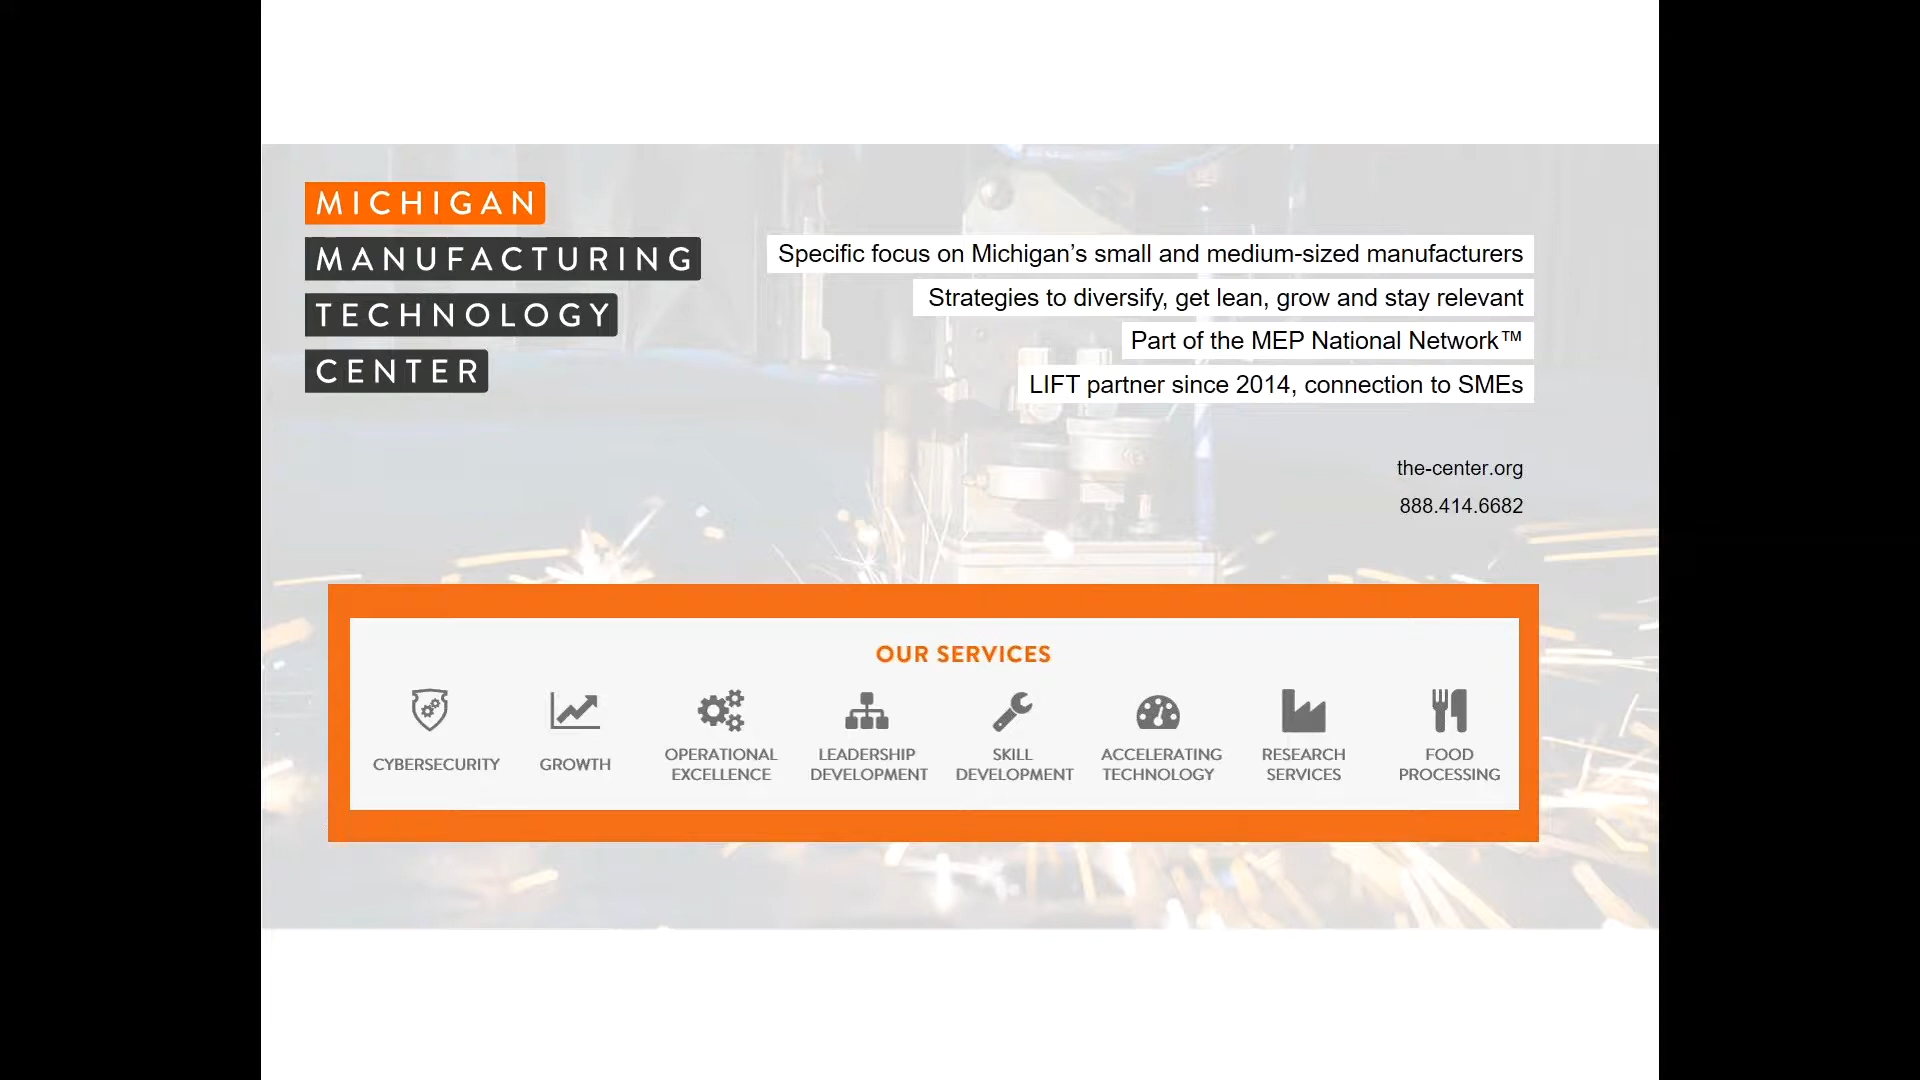 MICHIGAN
MANUFACTURING
TECHNOLOGY
CENTER
Specific focus on Michigan’s small and medium-sized manufacturers
Strategies to diversify, get lean, grow and stay relevant
Part of the MEP National Network™
LIFT partner since 2014, connection to SMEs
the-center.org
888.414.6682
OUR SERVICES
CYBERSECURITY
GROWTH
OPERATIONAL
EXCELLENCE
LEADERSHIP
DEVELOPMENT
SKILL
DEVELOPMENT
ACCELERATING
TECHNOLOGY
RESEARCH
SERVICES
FOOD
PROCESSING